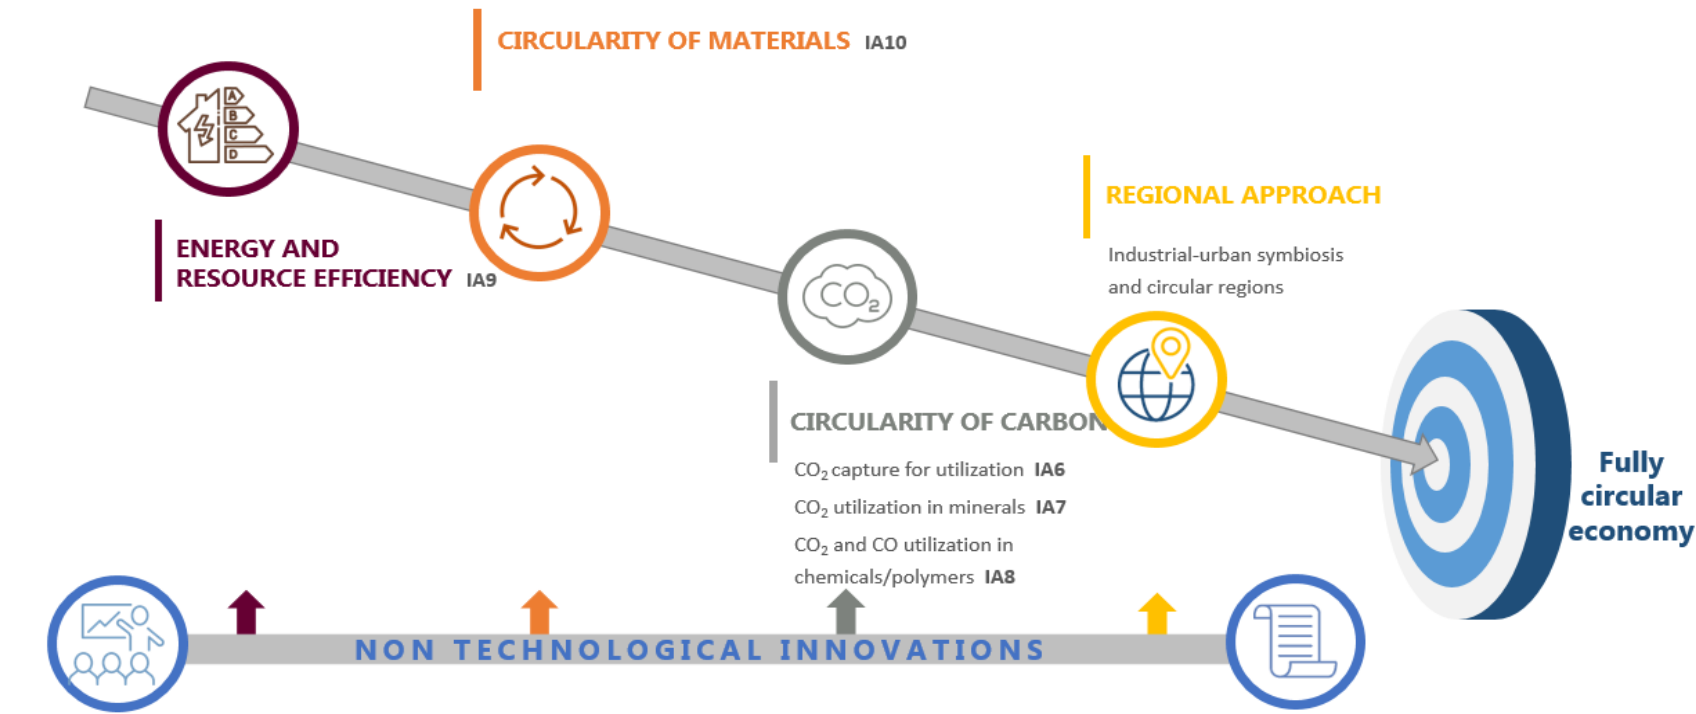 CIRCULARITY OF MATERIALS IA10
A
B
C
D
ENERGY AND
RESOURCE EFFICIENCY IA9
CO2
REGIONAL APPROACH
Industrial-urban symbiosis
and circular regions
CIRCULARITY OF CARBON
CO2 capture for utilization IA6
CO2 utilization in minerals IA7
CO2 and CO utilization in
chemicals/polymers IA8
Fully
circular
economy
NON TECHNOLOGICAL INNOVATIONS